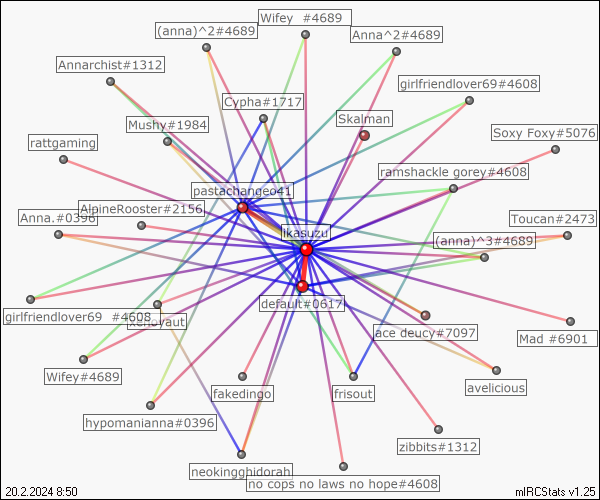 Wifey  #4689
(anna)^2#4689
Anna^2#4689
Annarchist#1312
girlfriendlover69#4608
Cypha#1717
Skalman
Mushy#1984
Soxy Foxy#5076
rattgaming
ramshackle gorey#4608
pastachangeo41
AlpineRooster#2156
Anna.#0396
Toucan#2473
likasuzu
(anna)^3#4689
default#0617
girlfriendlover69  #4608
ace deucy#7097
Mad #6901
Wifey#4689
fakedingo
frisout
avelicious
hypomanianna#0396
zibbits#1312
neokingghidorah
no cops no laws no hope#4608
20.2.2024 8:50
mIRCStats v1.25